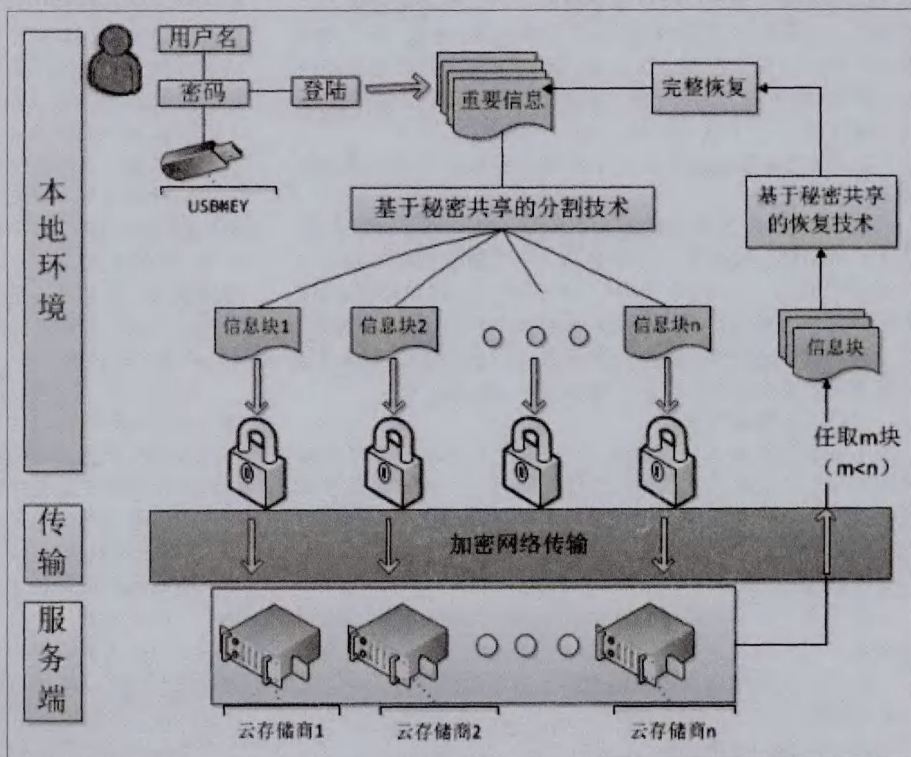 本地环境
用户名
密码
登陆
USBKEY
重要信息
完整恢复
基于秘密共享的分割技术
基于秘密共享
的恢复技术
信息块1
信息块2
信息块n
信息块
任取m块
（m<n）
传输
加密网络传输
服务端
云存储商1
云存储商2
云存储商n